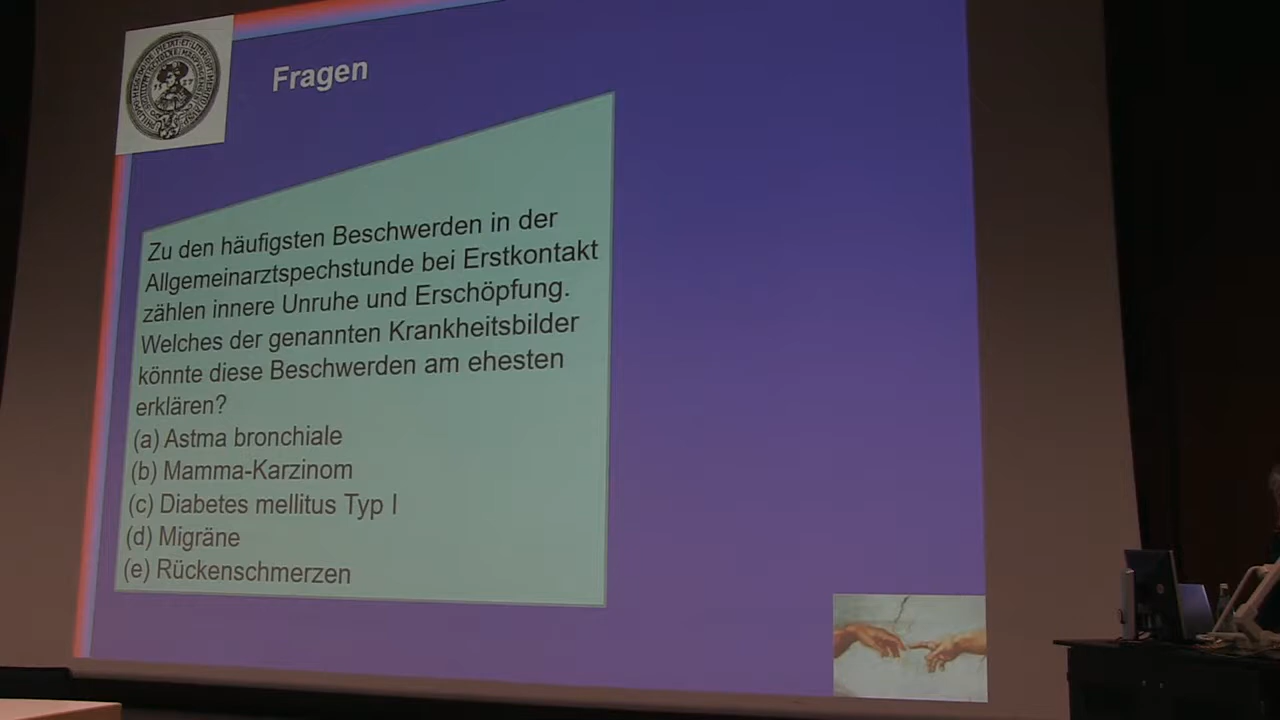 Fragen
Zu den häufigsten Beschwerden in der
Allgemeinarztspechstunde bei Erstkontakt
zählen innere Unruhe und Erschöpfung.
Welches der genannten Krankheitsbilder
könnte diese Beschwerden am ehesten
erklären?
(a) Astma bronchiale
(b) Mamma-Karzinom
(c) Diabetes mellitus Typ I
(d) Migräne
(e) Rückenschmerzen